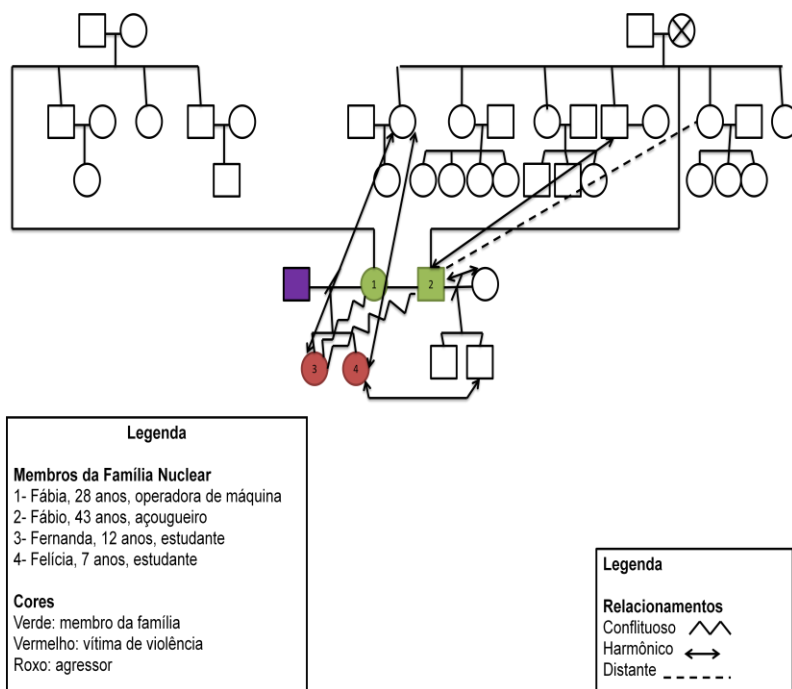 1
2
3
4
Legenda
Membros da Família Nuclear
1- Fábia, 28 anos, operadora de máquina
2- Fábio, 43 anos, açougueiro
3- Fernanda, 12 anos, estudante
4- Felícia, 7 anos, estudante
Cores
Verde: membro da família
Vermelho: vítima de violência
Roxo: agressor
Legenda
Relacionamentos
Conflituoso
Harmônico
Distante